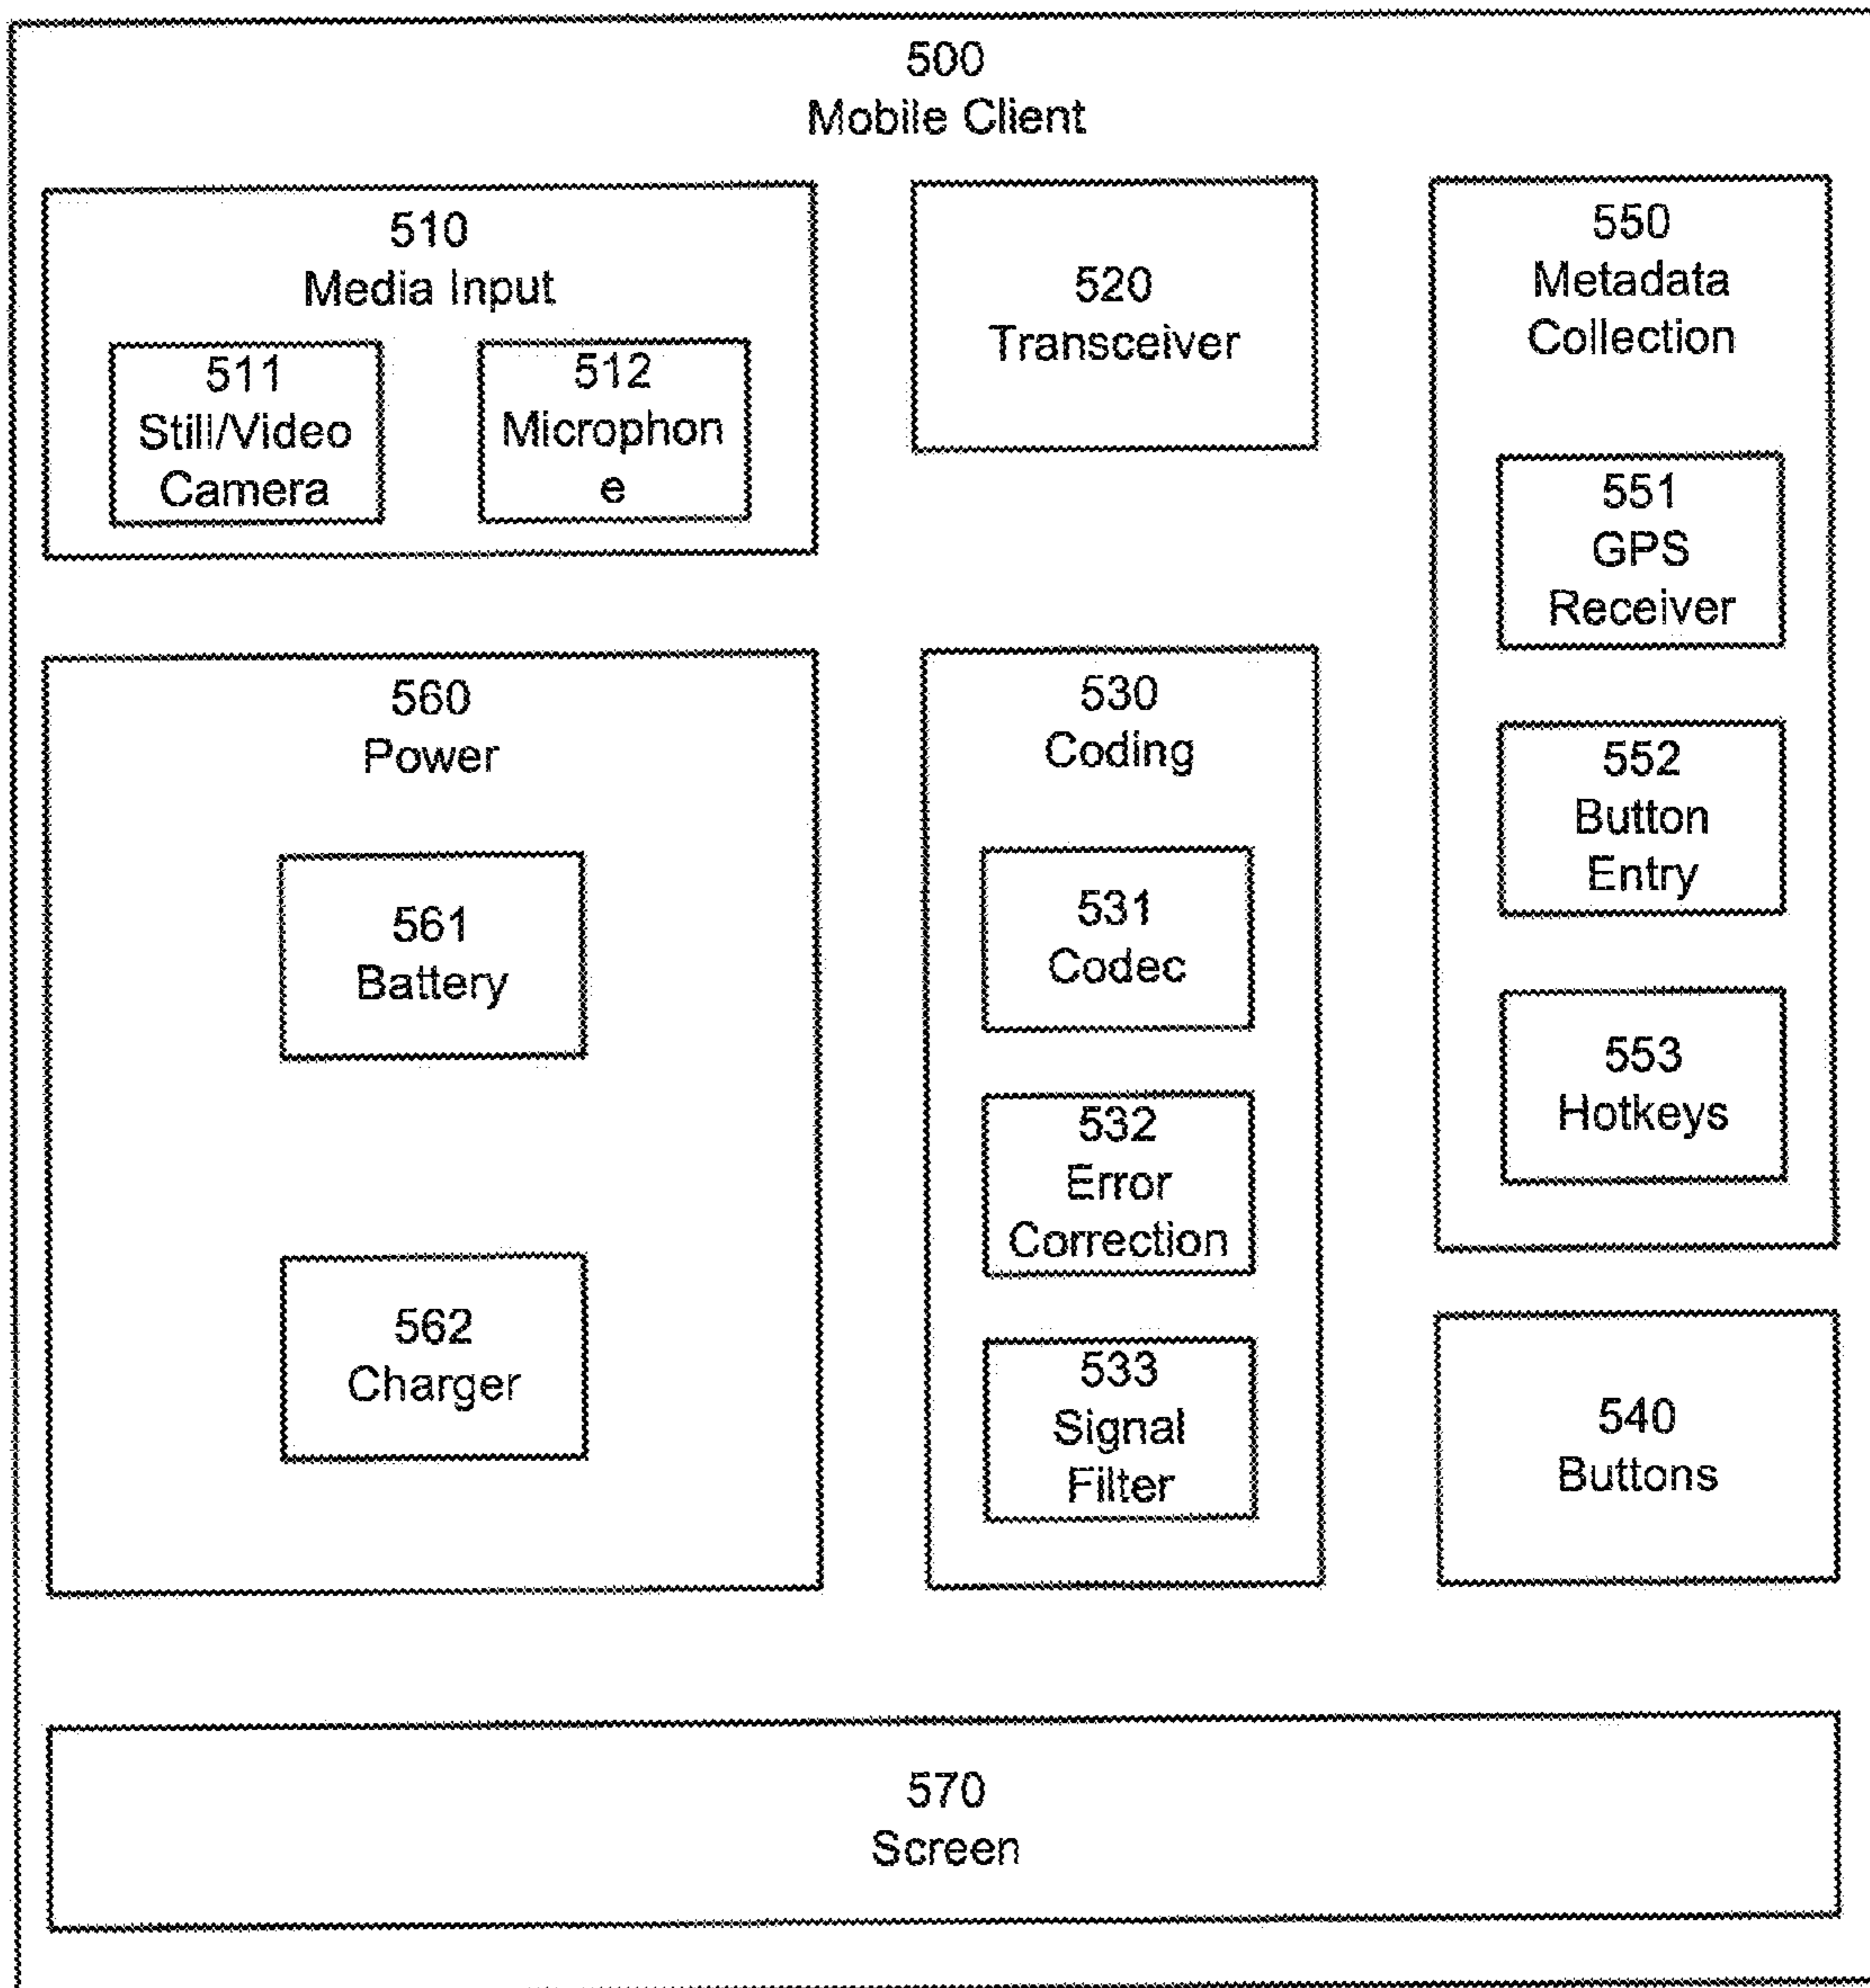 500
Mobile Client
510
Media Input
511
Still/Video
Camera
512
Microphon
e
520
Transceiver
550
Metadata
Collection
551
GPS
Receiver
552
Button
Entry
553
Hotkeys
560
Power
561
Battery
562
Charger
530
Coding
531
Codec
532
Error
Correction
533
Signal
Filter
540
Buttons
570
Screen